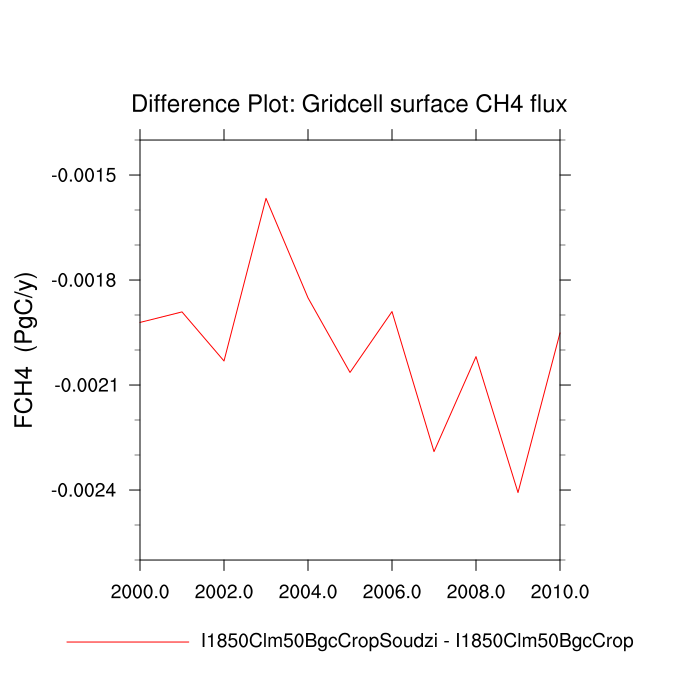 Difference Plot: Gridcell surface CH4 flux
-0.0015
-0.0018
-0.0021
-0.0024
FCH4 (PgC/y)
2000.0 2002.0 2004.0 2006.0 2008.0 2010.0
I1850Clm50BgcCropSoudzi - I1850Clm50BgcCrop